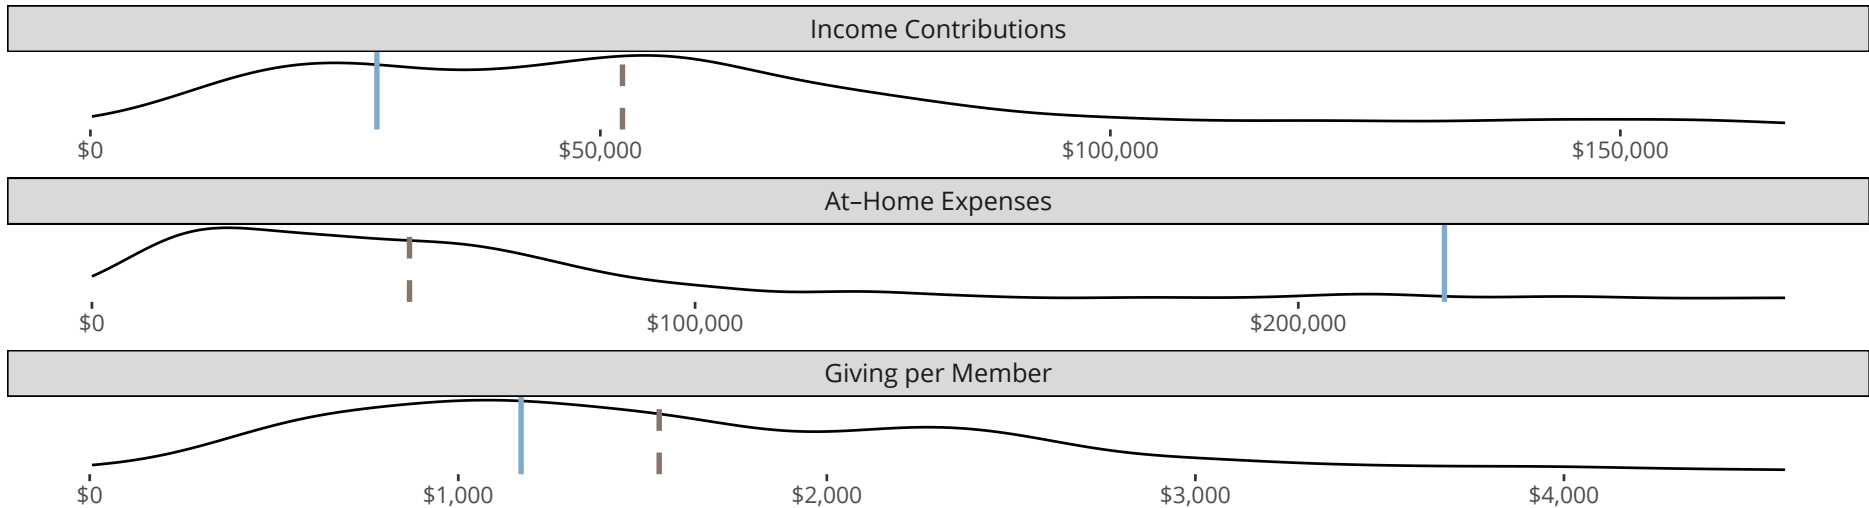 Income Contributions
$0 $50,000 $100,000 $150,000
At–Home Expenses
$0 $100,000 $200,000
Giving per Member
$0 $1,000 $2,000 $3,000 $4,000